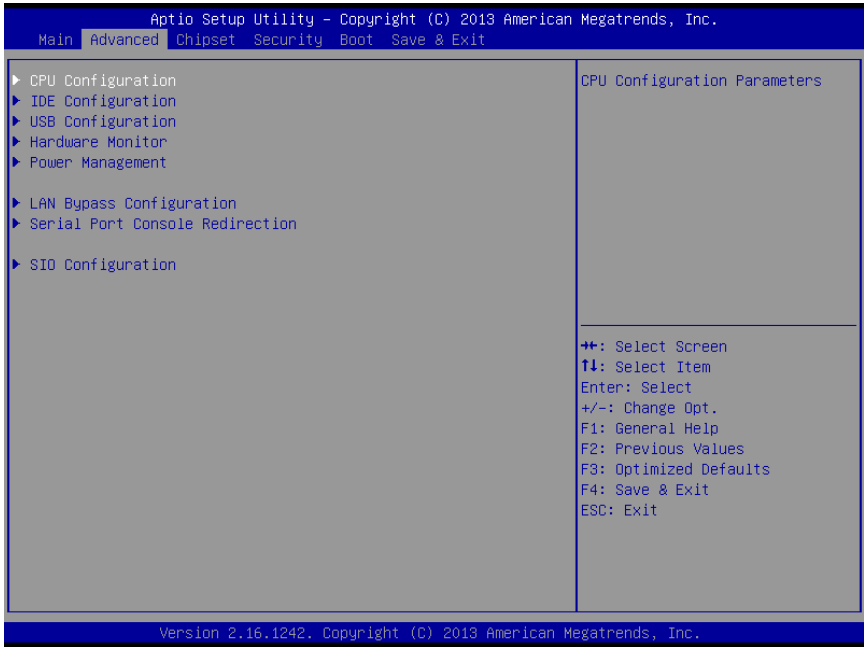 Aptio Setup Utility – Copyright (C) 2013 American Megatrends, Inc.
Main Advanced Chipset Security Boot Save & Exit
CPU Configuration
IDE Configuration
USB Configuration
Hardware Monitor
Power Management
LAN Bypass Configuration
Serial Port Console Redirection
SIO Configuration
CPU Configuration Parameters
→←: Select Screen
↑↓: Select Item
Enter: Select
+/-: Change Opt.
F1: General Help
F2: Previous Values
F3: Optimized Defaults
F4: Save & Exit
ESC: Exit
Version 2.16.1242. Copyright (C) 2013 American Megatrends, Inc.